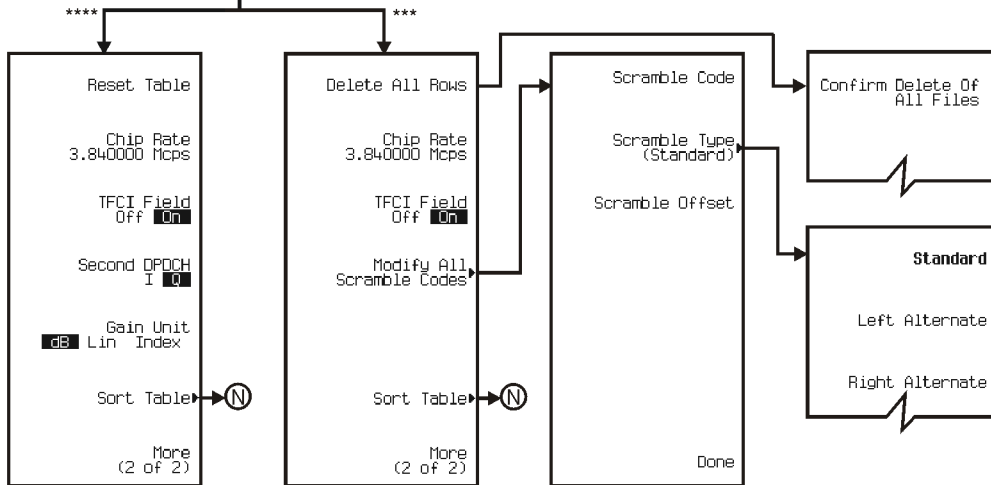 ****
***
Reset Table
Chip Rate
3.840000 Mcps
TFCI Field
Off On
Second DPDCH
I Q
Gain Unit
dB Lin Index
Sort Table
N
More
(2 of 2)
Delete All Rows
Chip Rate
3.840000 Mcps
TFCI Field
Off On
Modify All
Scramble Codes
Sort Table
N
More
(2 of 2)
Scramble Code
Scramble Type
(Standard)
Scramble Offset
Done
Confirm Delete Of
All Files
Standard
Left Alternate
Right Alternate